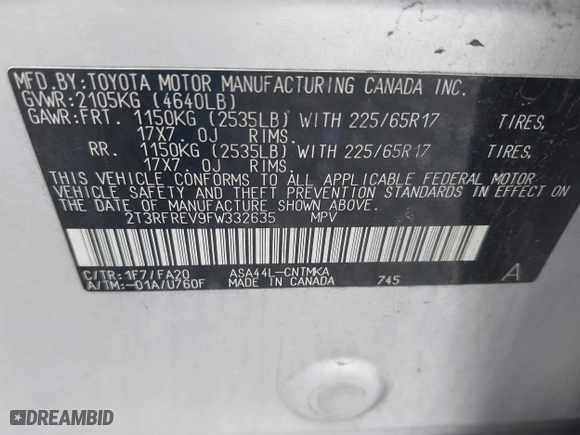 MFD.BY:TOYOTA MOTOR MANUFACTURING CANADA INC.
GVWR:2105KG (4640LB)
GAWR:FRT. 1150KG (2535LB) WITH 225/65R17 TIRES,
17X7.0J RIMS.
RR. 1150KG (2535LB) WITH 225/65R17 TIRES,
17X7.0J RIMS.
THIS VEHICLE CONFORMS TO ALL APPLICABLE FEDERAL MOTOR
VEHICLE SAFETY AND THEFT PREVENTION STANDARDS IN EFFECT ON
THE DATE OF MANUFACTURE SHOWN ABOVE.
2T3RFREV9FW332635 MPV
C/TR:1F7/FA20 ASA44L-CNTMKA
A/TM:-01A/U760F MADE IN CANADA 745 A
DREAMBID